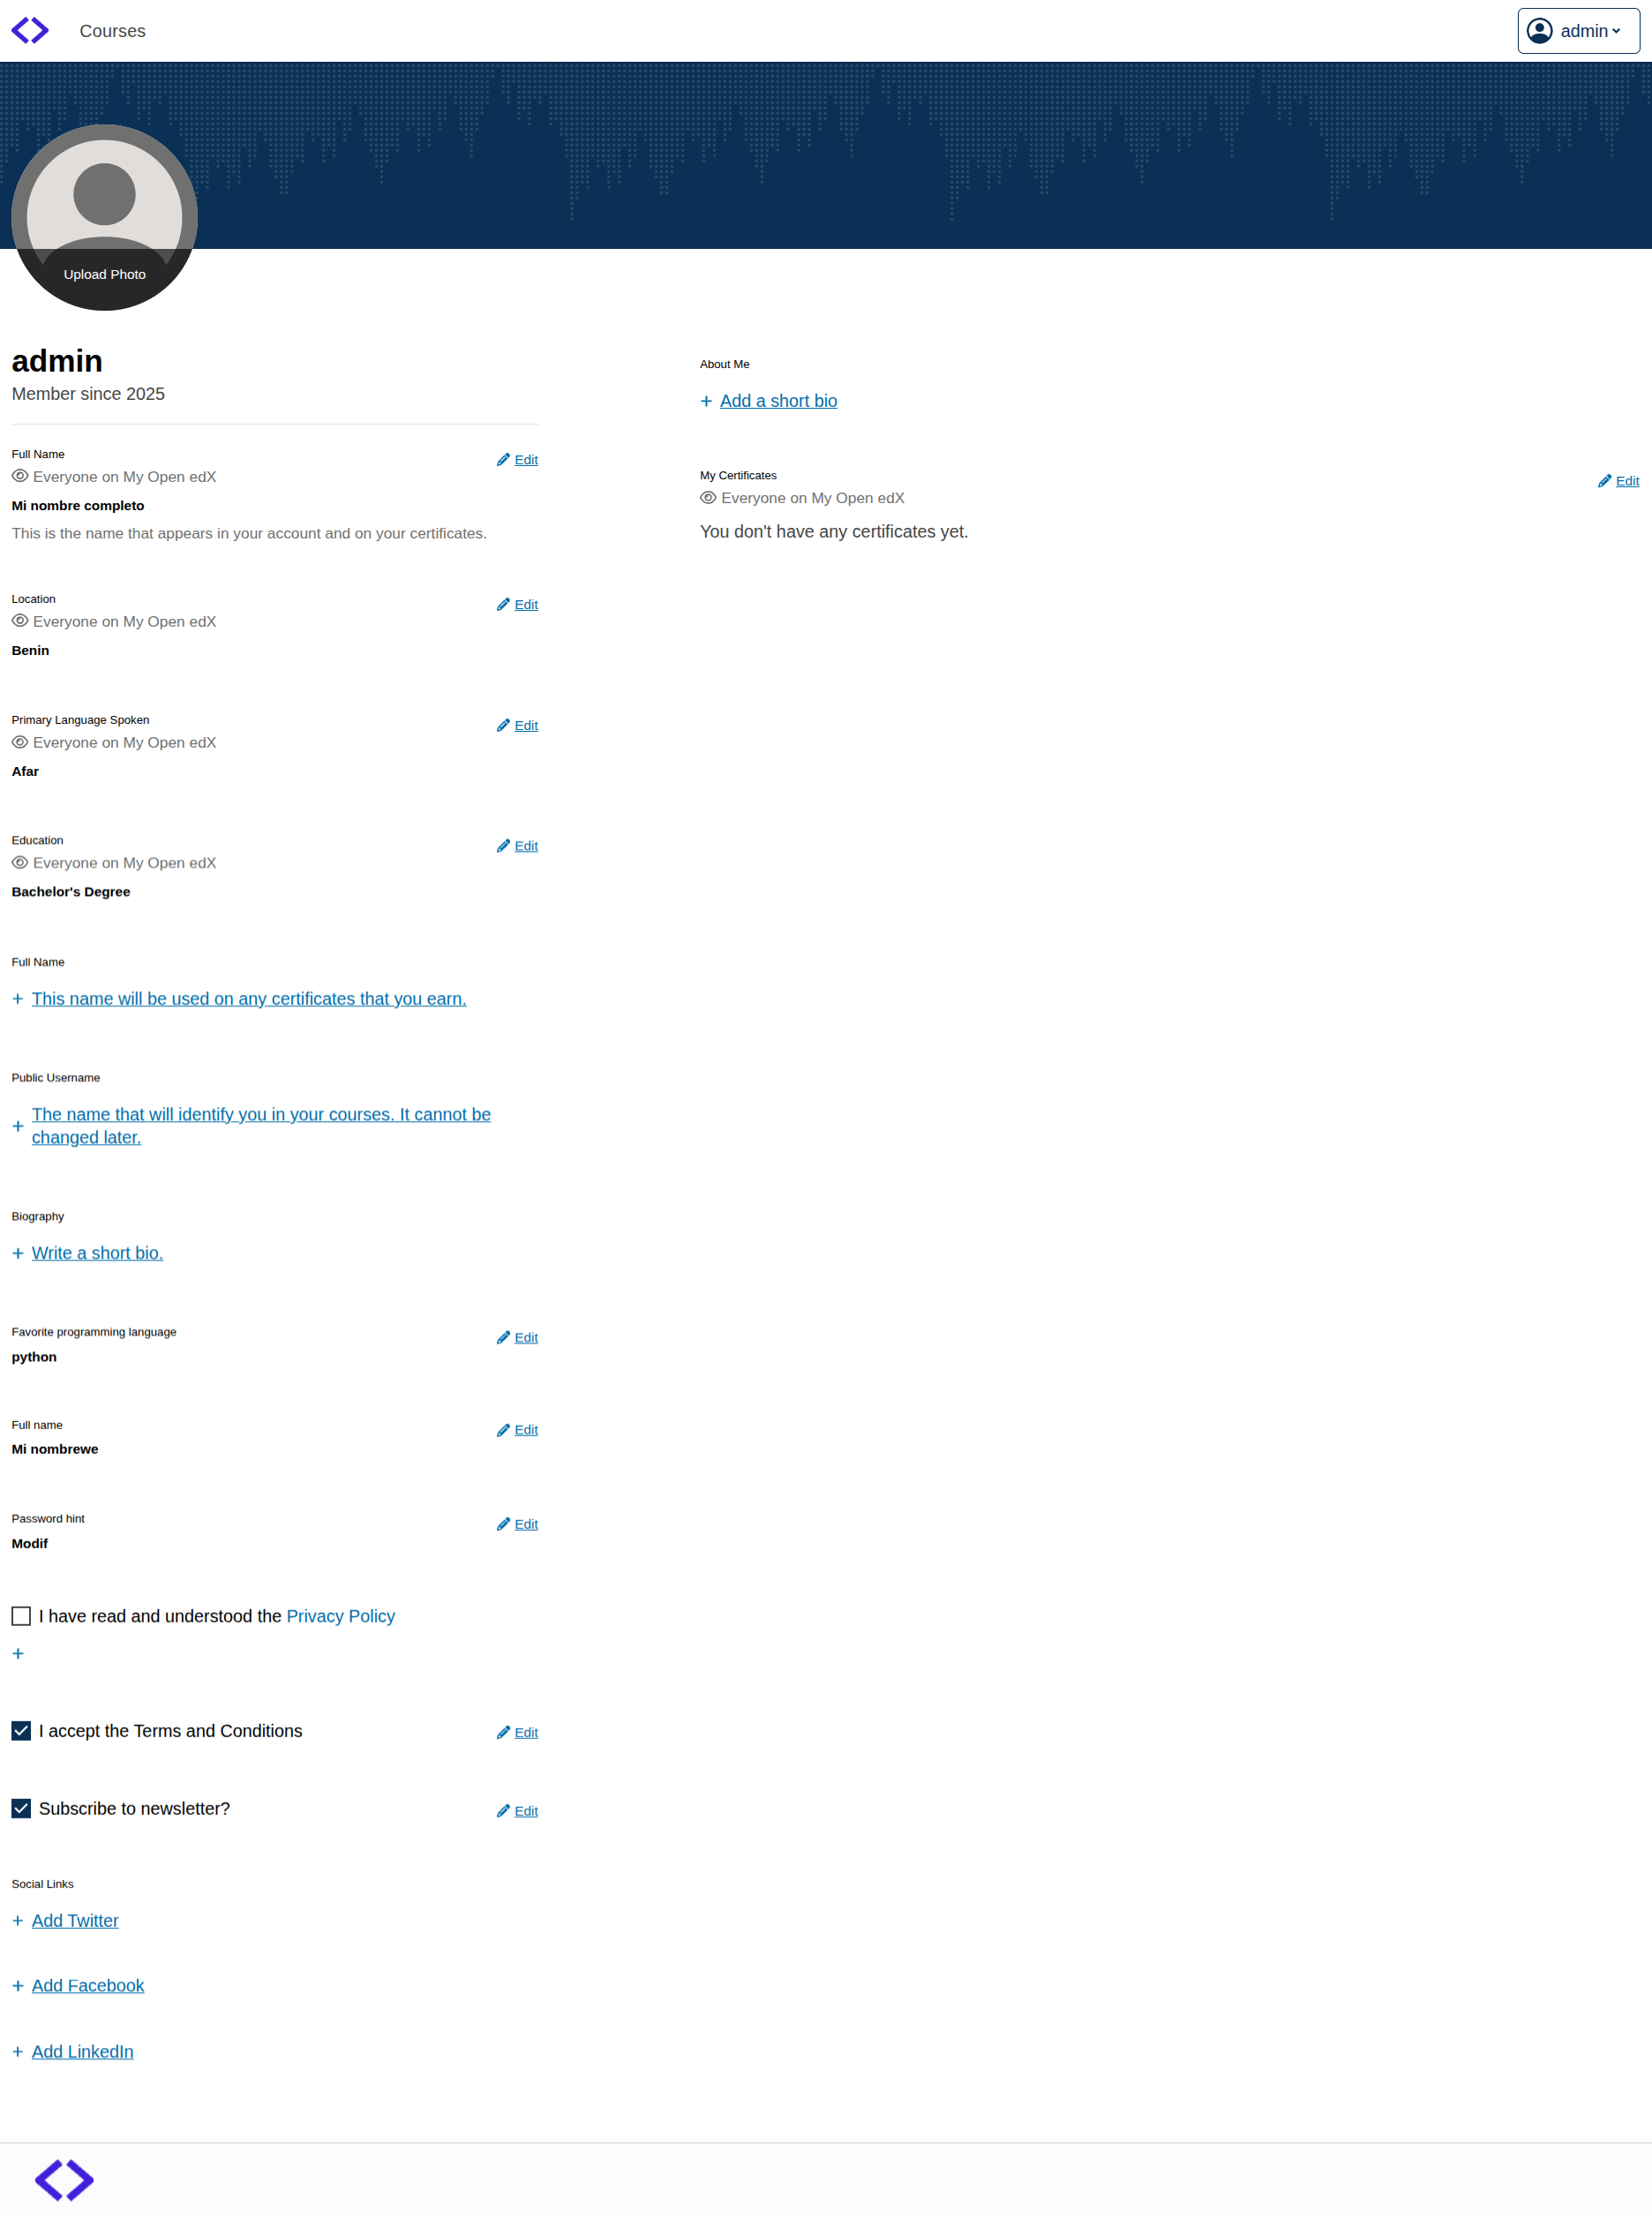 Courses
admin
Upload Photo
admin
Member since 2025
Full Name
Edit
Everyone on My Open edX
Mi nombre completo
This is the name that appears in your account and on your certificates.
Location
Edit
Everyone on My Open edX
Benin
Primary Language Spoken
Edit
Everyone on My Open edX
Afar
Education
Edit
Everyone on My Open edX
Bachelor's Degree
Full Name
+ This name will be used on any certificates that you earn.
Public Username
+ The name that will identify you in your courses. It cannot be
changed later.
Biography
+ Write a short bio.
Favorite programming language
Edit
python
Full name
Edit
Mi nombrewe
Password hint
Edit
Modif
I have read and understood the Privacy Policy
+
I accept the Terms and Conditions
Edit
Subscribe to newsletter?
Edit
Social Links
+ Add Twitter
+ Add Facebook
+ Add LinkedIn
About Me
+ Add a short bio
My Certificates
Edit
Everyone on My Open edX
You don't have any certificates yet.